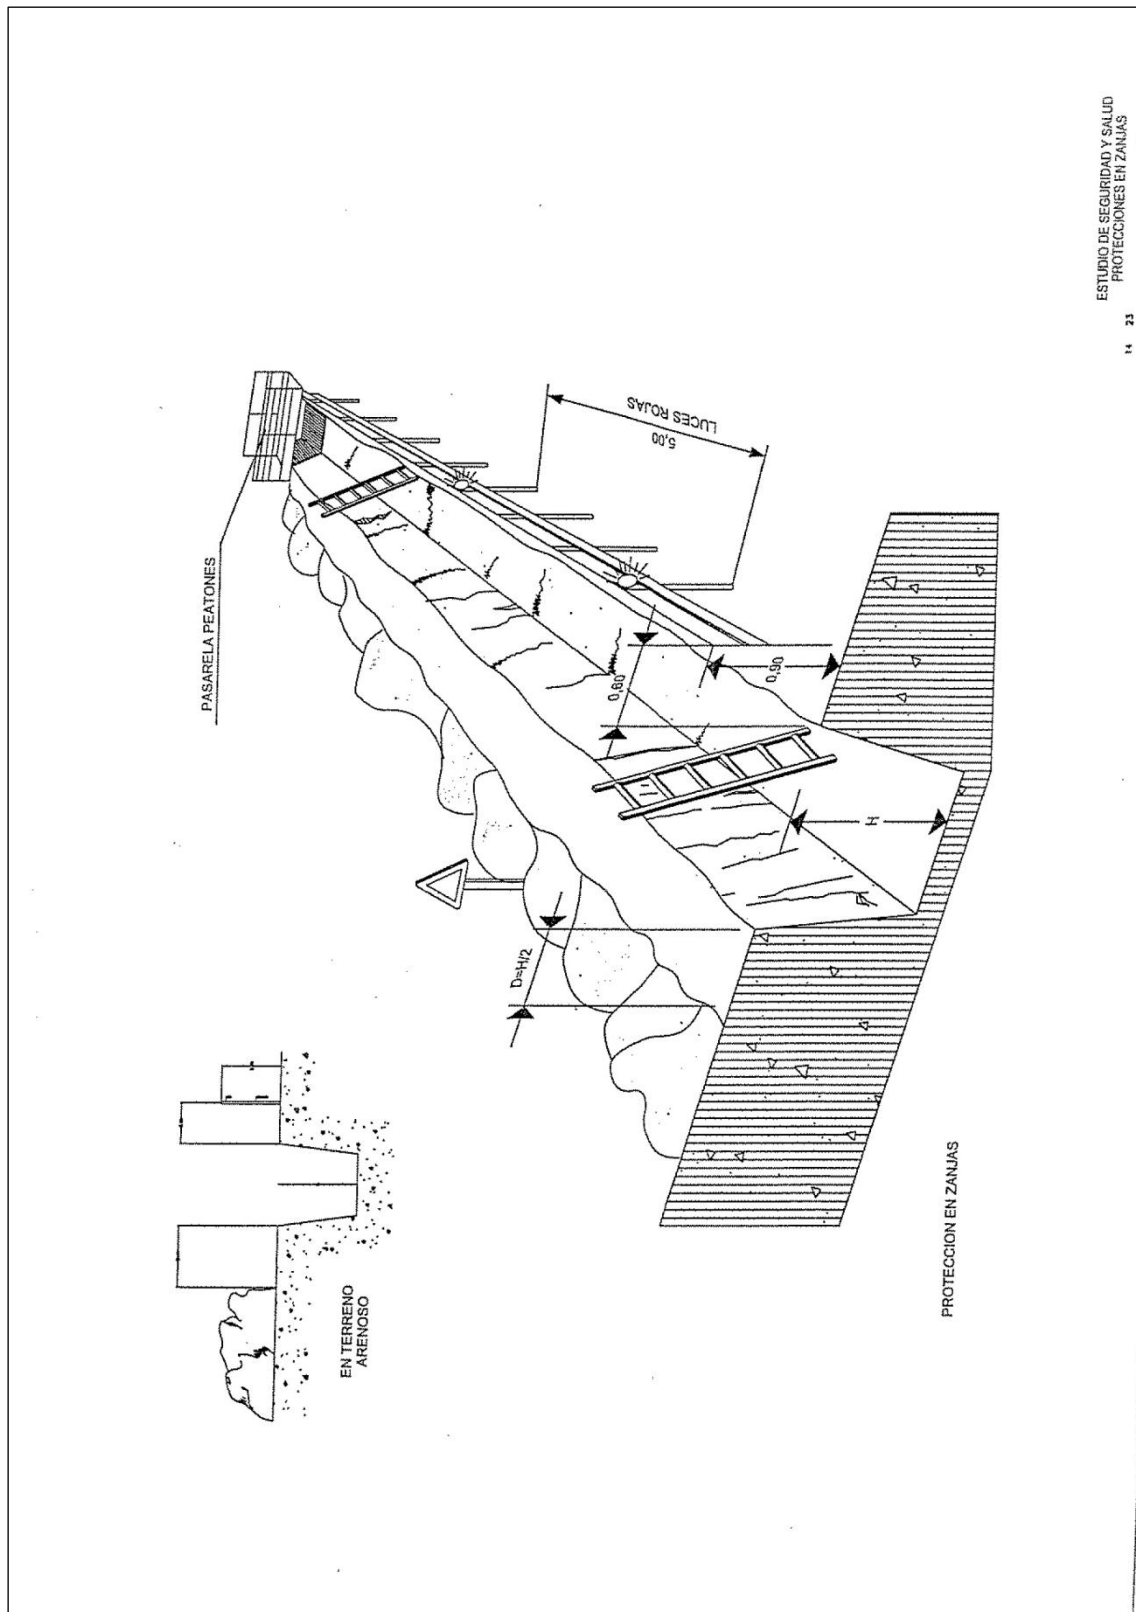 PASARELA PEATONES
LUCES ROJAS
5,00
0,60
0,90
H
D=H/2
EN TERRENO
ARENOSO
PROTECCION EN ZANJAS
ESTUDIO DE SEGURIDAD Y SALUD
PROTECCIONES EN ZANJAS
14 23